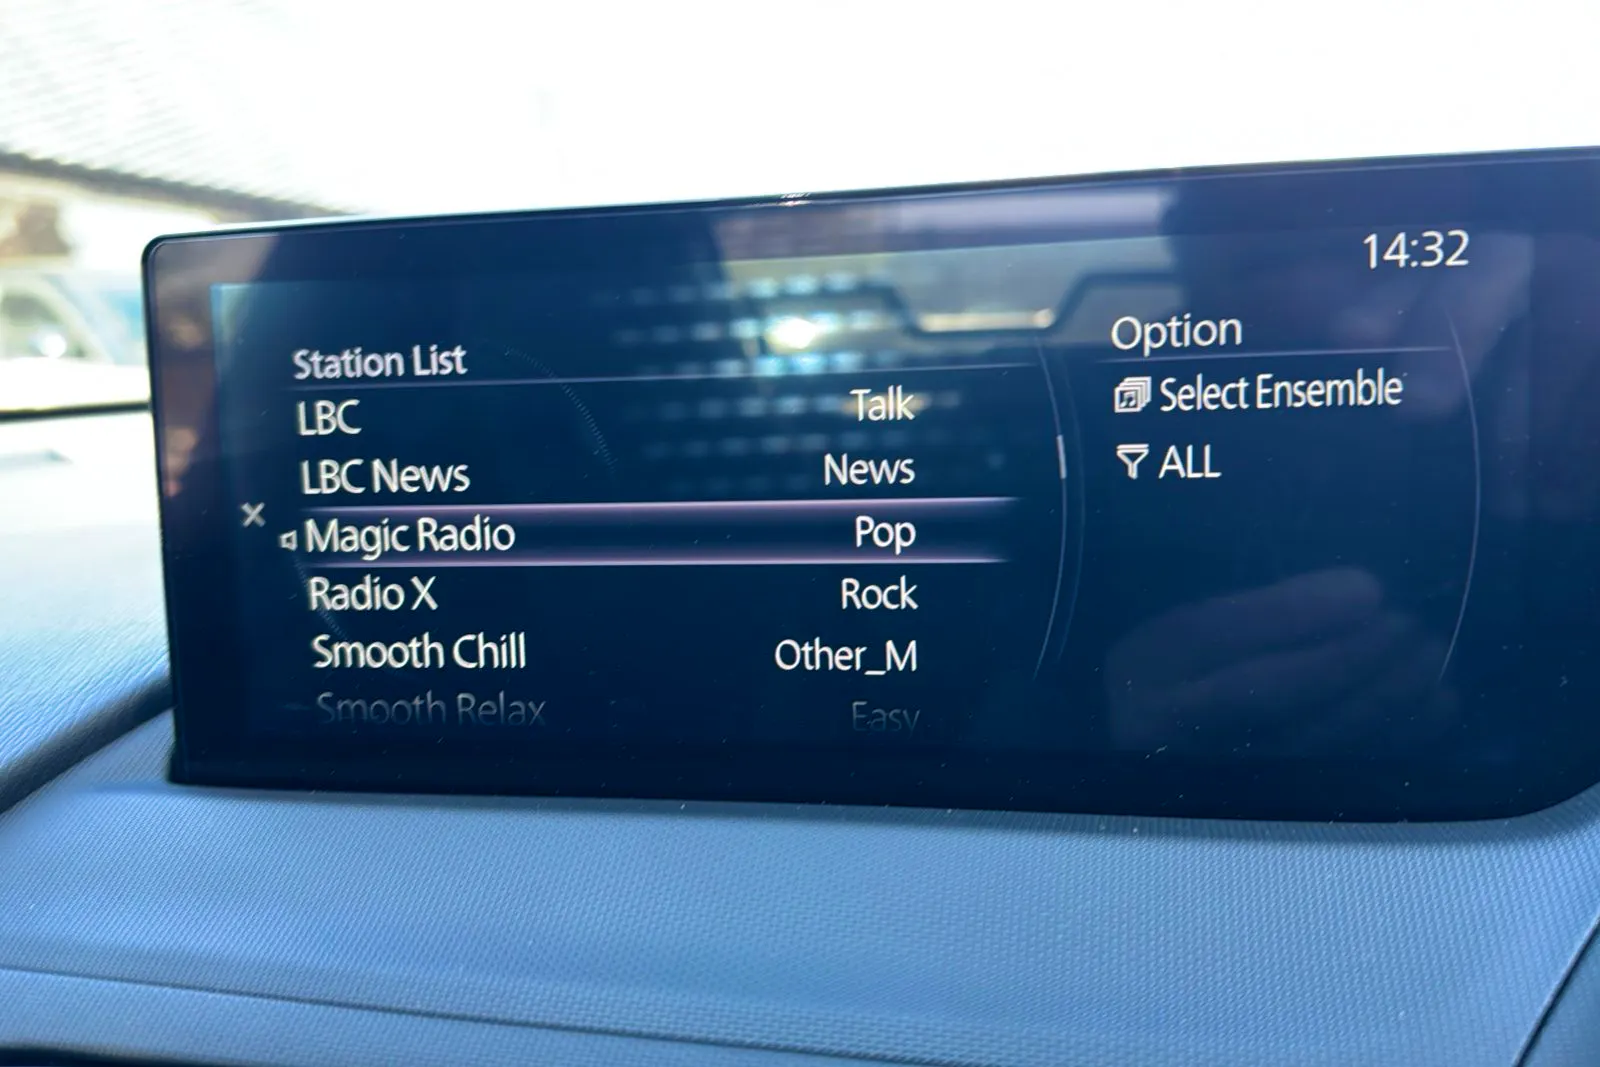 14:32
Station List
LBC Talk
LBC News News
Magic Radio Pop
Radio X Rock
Smooth Chill Other_M
Smooth Relax Easy
Option
Select Ensemble
ALL